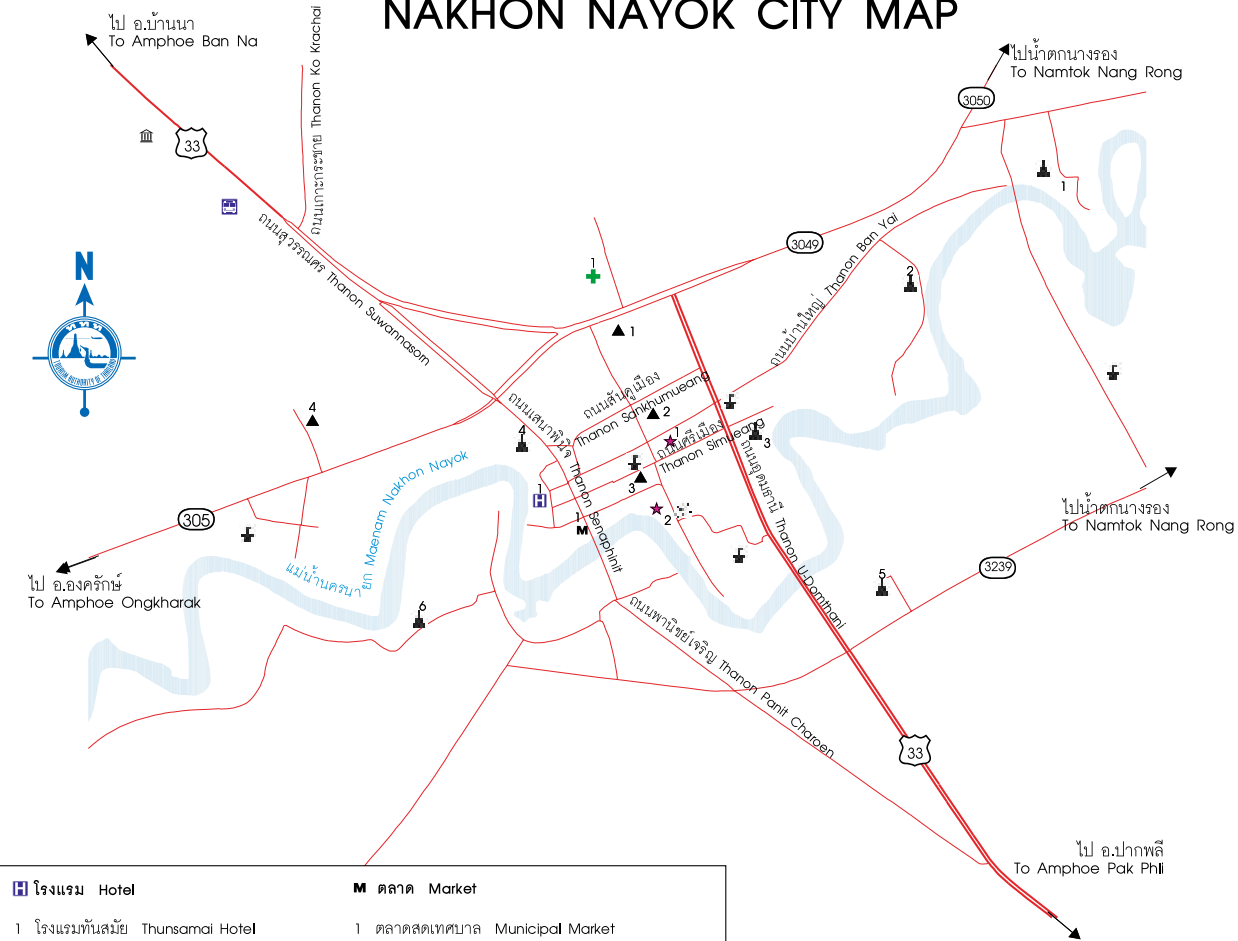 NAKHON NAYOK CITY MAP
ไป อ.บ้านนา
To Amphoe Ban Na
ถนนเกาะกระชาย Thanon Ko Krachai
ไปน้ำตกนางรอง
To Namtok Nang Rong
3050
33
1
ถนนสุวรรณศร Thanon Suwannasorn
3049
ถนนบ้านใหญ่ Thanon Ban Yai
2
1
N
ททท
TOURISM AUTHORITY OF THAILAND
1
4
ถนนสันคูเมือง
Thanon Sankhumueang
2
1
ถนนศรีเมือง
Thanon Simueang
3
ถนนเสนาพินิจ Thanon Senaphinit
4
3
ถนนอุดมธานี Thanon U-Domthani
แม่น้ำนครนายก Maenam Nakhon Nayok
1
1
M
2
305
ไปน้ำตกนางรอง
To Namtok Nang Rong
3239
ไป อ.องครักษ์
To Amphoe Ongkharak
5
6
ถนนพานิชย์เจริญ Thanon Panit Charoen
33
ไป อ.ปากพลี
To Amphoe Pak Phli
H โรงแรม Hotel
M ตลาด Market
1 โรงแรมทันสมัย Thunsamai Hotel
1 ตลาดสดเทศบาล Municipal Market